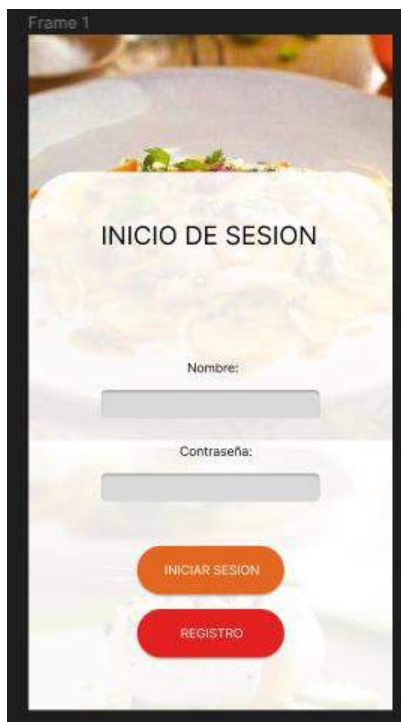 Frame 1
INICIO DE SESION
Nombre:
Contraseña:
INICIAR SESION
REGISTRO